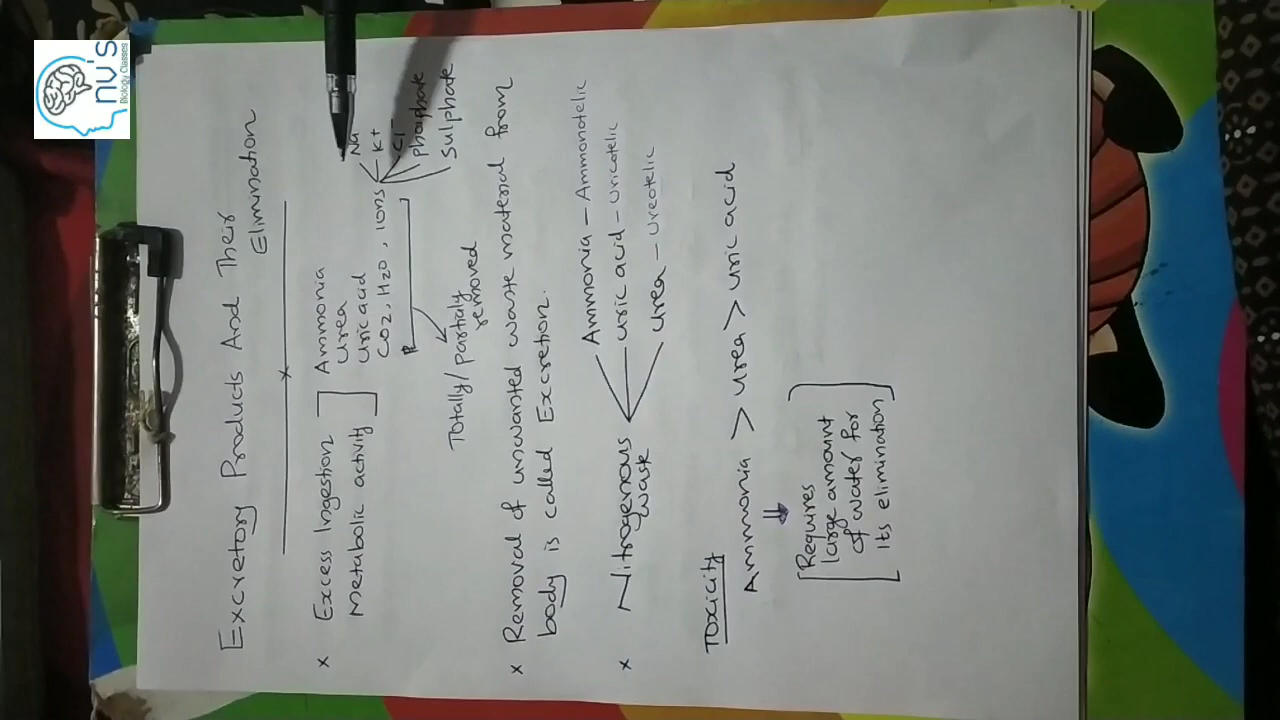 nv's
Biology Classes
Excretory Products And Their
Elimination
x Excess Ingestion
Metabolic activity
Ammonia
Urea
Uric acid
CO2, H2O, ions
Na
K+
Cl-
phosphate
Sulphate
Totally/partialy
removed
x Removal of unwanted waste material from
body is called Excretion.
x Nitrogenous
waste
Ammonia - Ammonotelic
uric acid - uricotelic
urea - ureotelic
Toxicity
Ammonia > urea > uric acid
⇓
[Requires
large amount
of water for
its elimination]